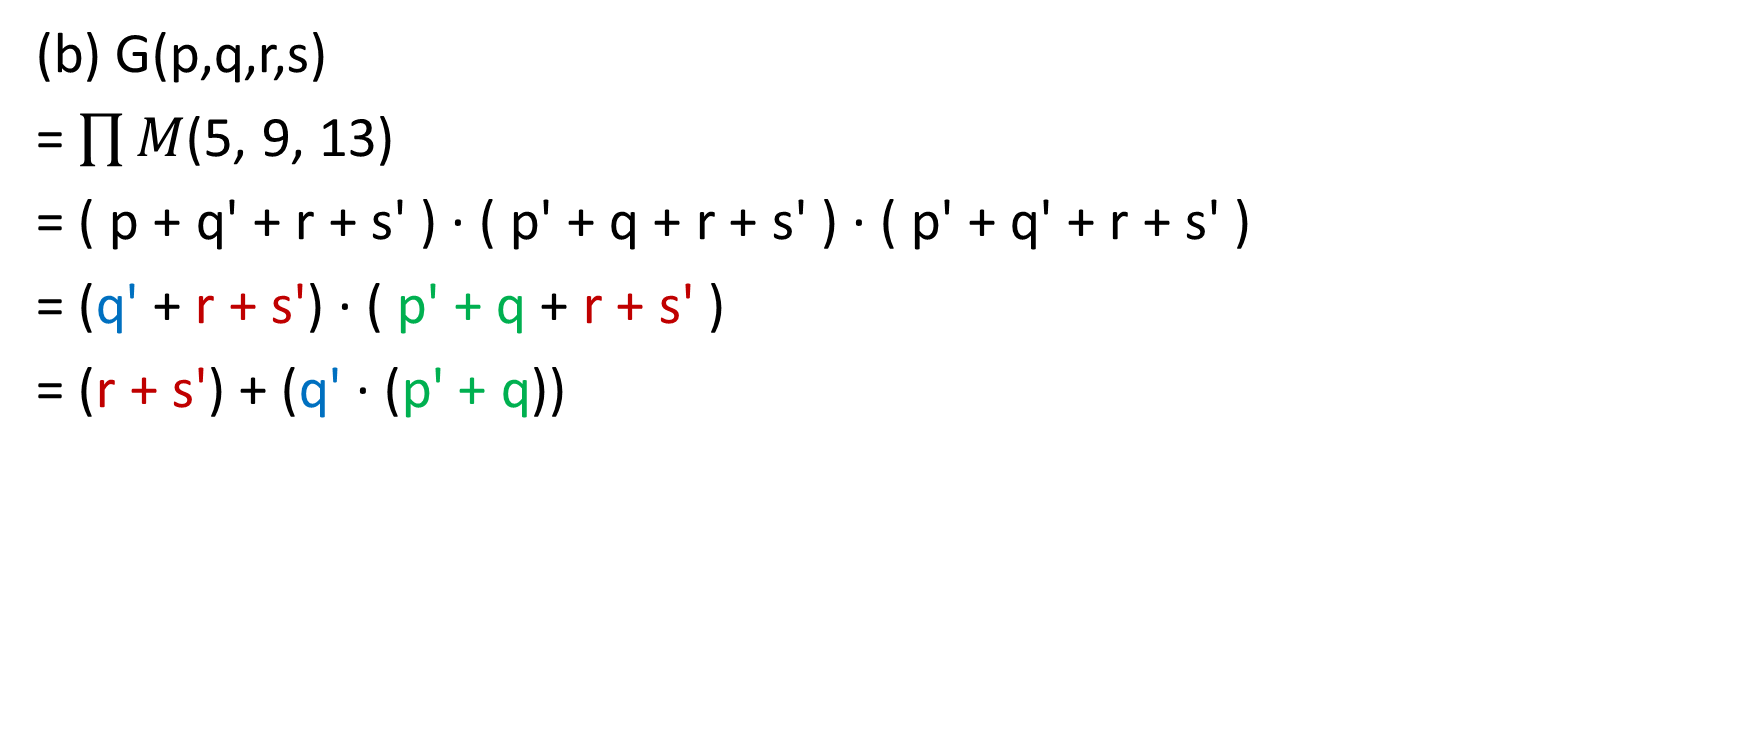 (b) G(p,q,r,s)
= ∏ M(5, 9, 13)
= ( p + q' + r + s' ) · ( p' + q + r + s' ) · ( p' + q' + r + s' )
= (q' + r + s') · ( p' + q + r + s' )
= (r + s') + (q' · (p' + q))